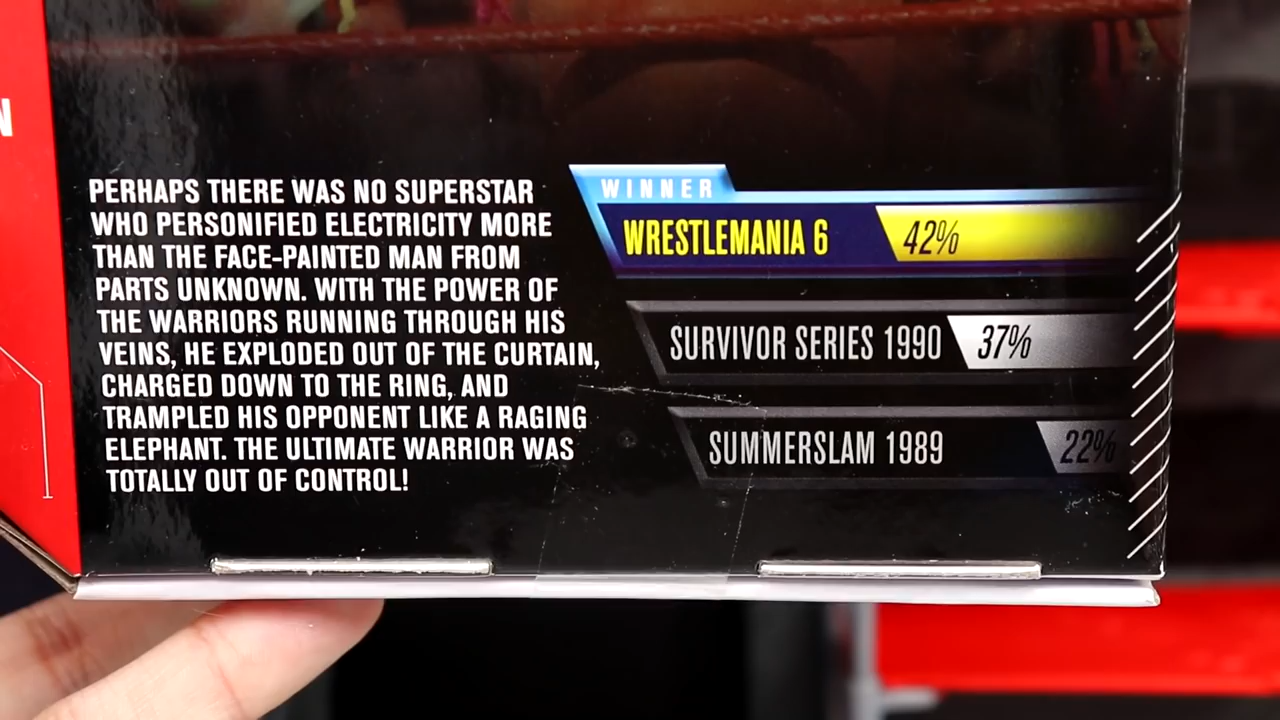 N
PERHAPS THERE WAS NO SUPERSTAR
WHO PERSONIFIED ELECTRICITY MORE
THAN THE FACE-PAINTED MAN FROM
PARTS UNKNOWN. WITH THE POWER OF
THE WARRIORS RUNNING THROUGH HIS
VEINS, HE EXPLODED OUT OF THE CURTAIN,
CHARGED DOWN TO THE RING, AND
TRAMPLED HIS OPPONENT LIKE A RAGING
ELEPHANT. THE ULTIMATE WARRIOR WAS
TOTALLY OUT OF CONTROL!
WINNER
WRESTLEMANIA 6 42%
SURVIVOR SERIES 1990 37%
SUMMERSLAM 1989 22%